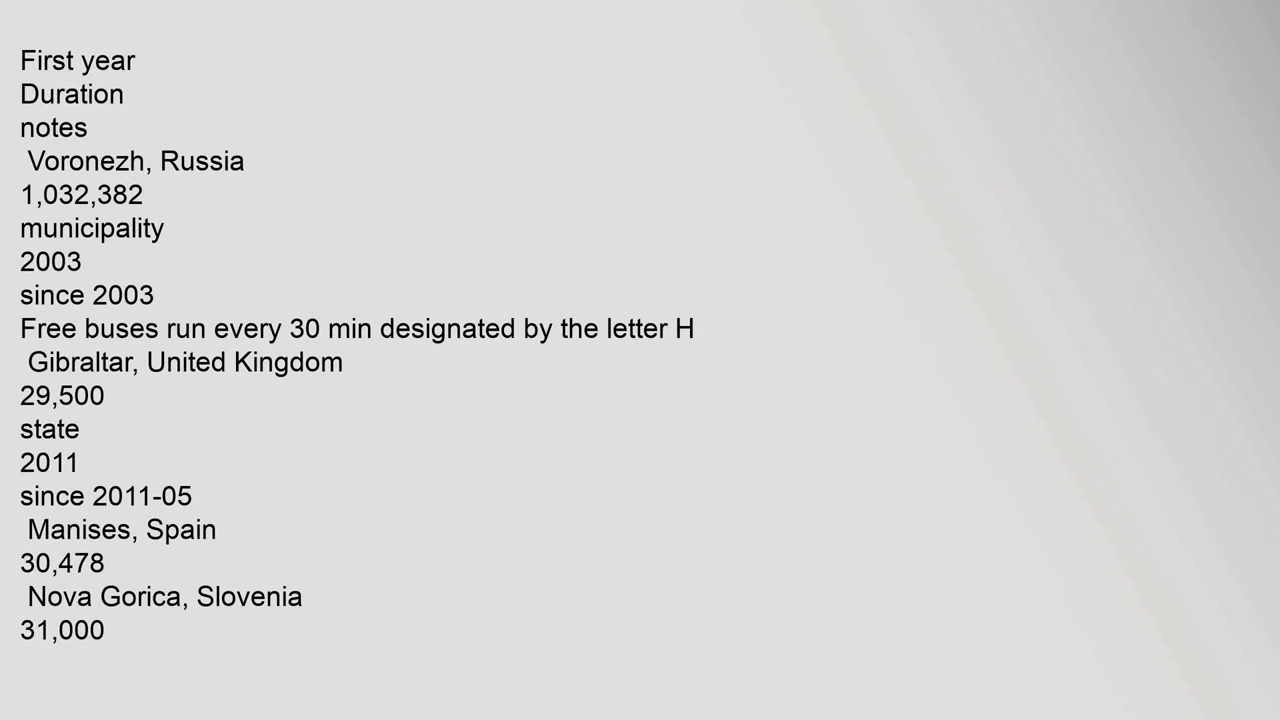 First year
Duration
notes
Voronezh, Russia
1,032,382
municipality
2003
since 2003
Free buses run every 30 min designated by the letter H
Gibraltar, United Kingdom
29,500
state
2011
since 2011-05
Manises, Spain
30,478
Nova Gorica, Slovenia
31,000